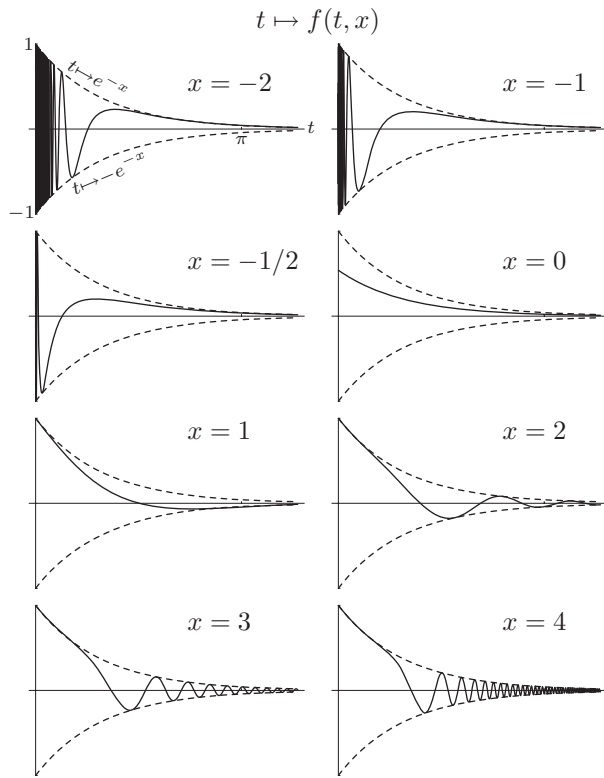 t ↦ f(t, x)
1
t↦e^{-x}
x = −2
x = −1
π
t
t↦−e^{-x}
−1
x = −1/2
x = 0
x = 1
x = 2
x = 3
x = 4